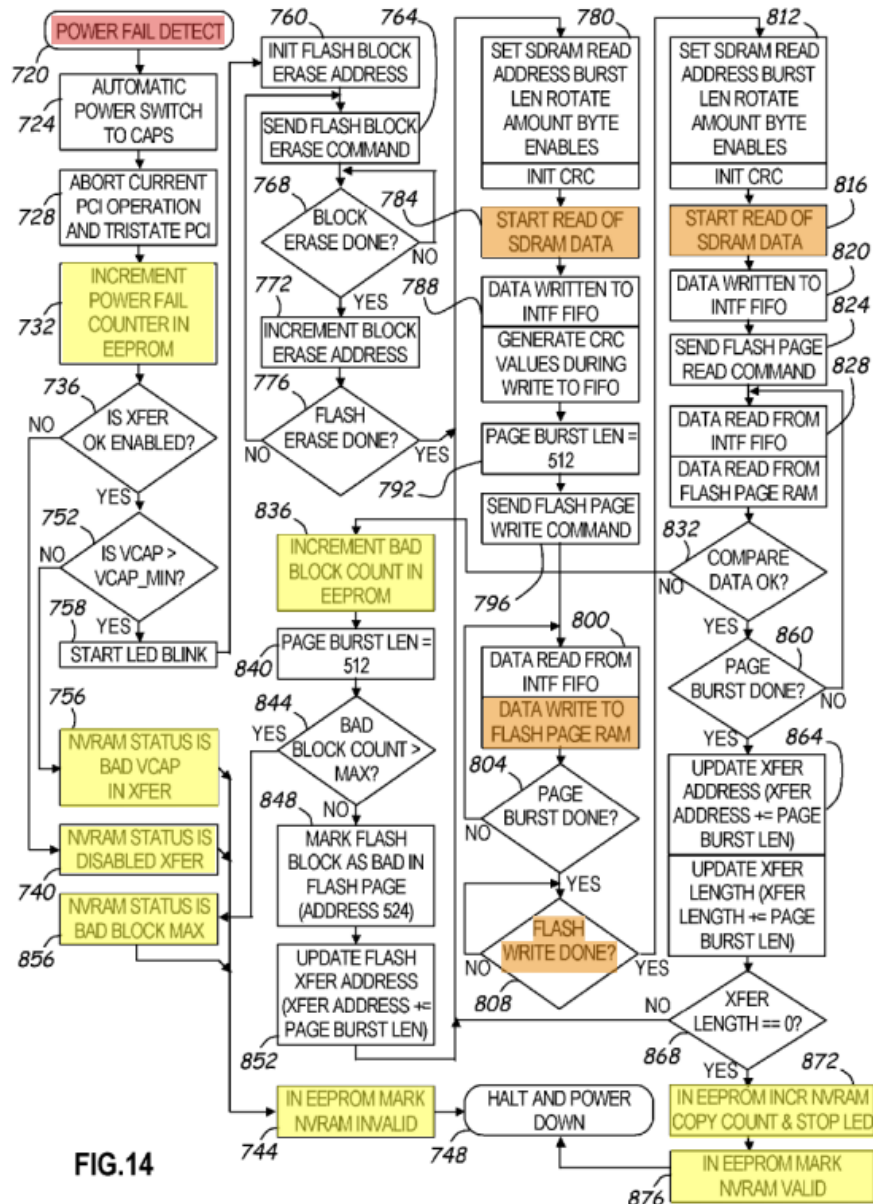 POWER FAIL DETECT
720
AUTOMATIC
POWER SWITCH
TO CAPS
724
ABORT CURRENT
PCI OPERATION
AND TRISTATE PCI
728
INCREMENT
POWER FAIL
COUNTER IN
EEPROM
732
736
IS XFER
OK ENABLED?
NO
YES
752
IS VCAP >
VCAP_MIN?
NO
YES
758
START LED BLINK
756
NVRAM STATUS IS
BAD VCAP
IN XFER
NVRAM STATUS IS
DISABLED XFER
740
NVRAM STATUS IS
BAD BLOCK MAX
856
760
INIT FLASH BLOCK
ERASE ADDRESS
764
SEND FLASH BLOCK
ERASE COMMAND
768
BLOCK
ERASE DONE?
NO
YES
772
INCREMENT BLOCK
ERASE ADDRESS
776
FLASH
ERASE DONE?
NO
YES
836
INCREMENT BAD
BLOCK COUNT IN
EEPROM
PAGE BURST LEN =
512
840
844
BAD
BLOCK COUNT >
MAX?
YES
NO
848
MARK FLASH
BLOCK AS BAD IN
FLASH PAGE
(ADDRESS 524)
UPDATE FLASH
XFER ADDRESS
(XFER ADDRESS +=
PAGE BURST LEN)
852
IN EEPROM MARK
NVRAM INVALID
744
HALT AND POWER
DOWN
748
780
SET SDRAM READ
ADDRESS BURST
LEN ROTATE
AMOUNT BYTE
ENABLES
INIT CRC
784
START READ OF
SDRAM DATA
788
DATA WRITTEN TO
INTF FIFO
GENERATE CRC
VALUES DURING
WRITE TO FIFO
PAGE BURST LEN =
512
792
SEND FLASH PAGE
WRITE COMMAND
796
800
DATA READ FROM
INTF FIFO
DATA WRITE TO
FLASH PAGE RAM
804
PAGE
BURST DONE?
NO
YES
FLASH
WRITE DONE?
NO
YES
808
812
SET SDRAM READ
ADDRESS BURST
LEN ROTATE
AMOUNT BYTE
ENABLES
INIT CRC
816
START READ OF
SDRAM DATA
820
DATA WRITTEN TO
INTF FIFO
824
SEND FLASH PAGE
READ COMMAND
828
DATA READ FROM
INTF FIFO
DATA READ FROM
FLASH PAGE RAM
832
COMPARE
DATA OK?
NO
YES
860
PAGE
BURST DONE?
NO
YES
864
UPDATE XFER
ADDRESS (XFER
ADDRESS += PAGE
BURST LEN)
UPDATE XFER
LENGTH (XFER
LENGTH += PAGE
BURST LEN)
NO
XFER
LENGTH == 0?
868
YES
872
IN EEPROM INCR NVRAM
COPY COUNT & STOP LED
IN EEPROM MARK
NVRAM VALID
876
FIG.14